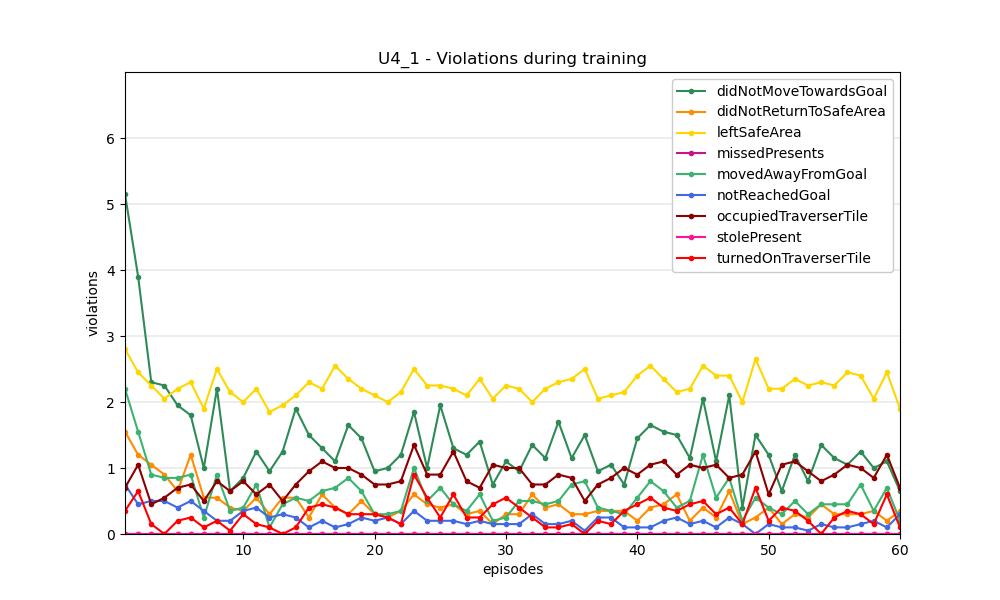 U4_1 - Violations during training
violations
6
5
4
3
2
1
0
10
20
30
40
50
60
episodes
didNotMoveTowardsGoal
didNotReturnToSafeArea
leftSafeArea
missedPresents
movedAwayFromGoal
notReachedGoal
occupiedTraverserTile
stolePresent
turnedOnTraverserTile